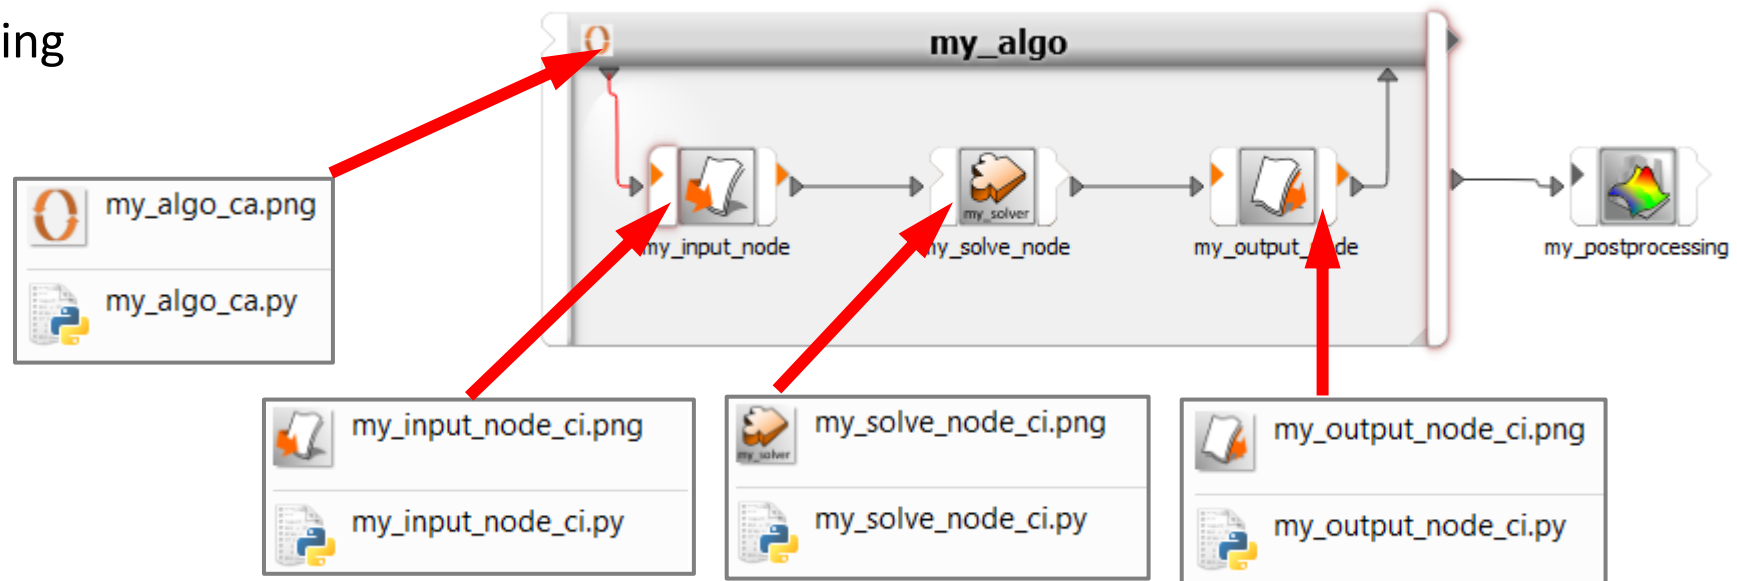 ing
my_algo
my_solver
my_input_node
my_solve_node
my_output_node
my_postprocessing
my_algo_ca.png
my_algo_ca.py
my_input_node_ci.png
my_input_node_ci.py
my_solver
my_solve_node_ci.png
my_solve_node_ci.py
my_output_node_ci.png
my_output_node_ci.py